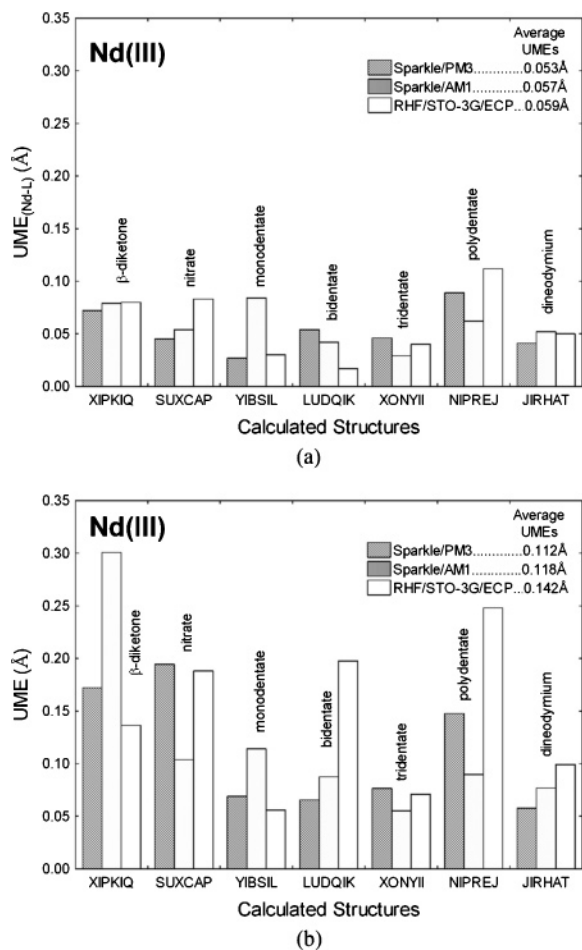 Nd(III)
Average
UMEs
Sparkle/PM3..............0.053Å
Sparkle/AM1..............0.057Å
RHF/STO-3G/ECP..0.059Å
0.35
0.30
0.25
0.20
0.15
0.10
0.05
0.00
UME(Nd-L) (Å)
β-diketone
nitrate
monodentate
bidentate
tridentate
polydentate
dineodymium
XIPKIQ SUXCAP YIBSIL LUDQIK XONYII NIPREJ JIRHAT
Calculated Structures
(a)
Nd(III)
Average
UMEs
Sparkle/PM3..............0.112Å
Sparkle/AM1..............0.118Å
RHF/STO-3G/ECP...0.142Å
0.35
0.30
0.25
0.20
0.15
0.10
0.05
0.00
UME (Å)
β-diketone
nitrate
monodentate
bidentate
tridentate
polydentate
dineodymium
XIPKIQ SUXCAP YIBSIL LUDQIK XONYII NIPREJ JIRHAT
Calculated Structures
(b)